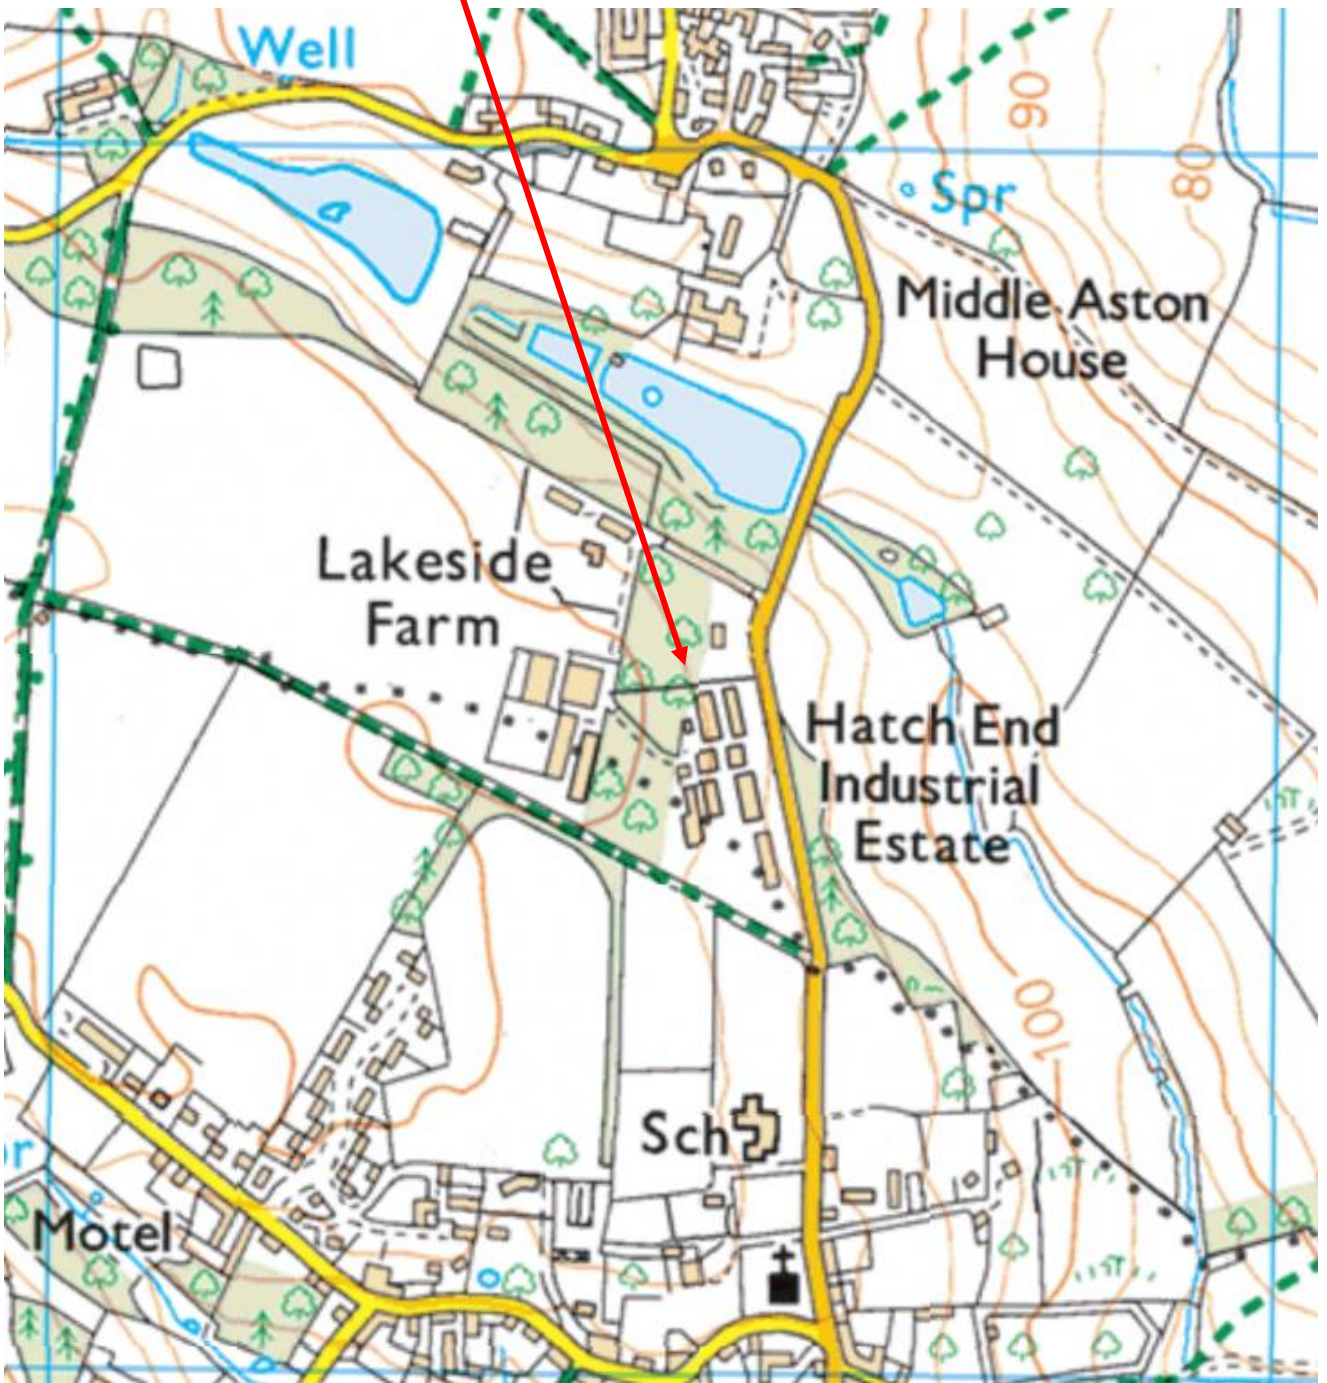 Well
90
80
Spr
Middle Aston
House
Lakeside
Farm
Hatch End
Industrial
Estate
100
Sch
Motel